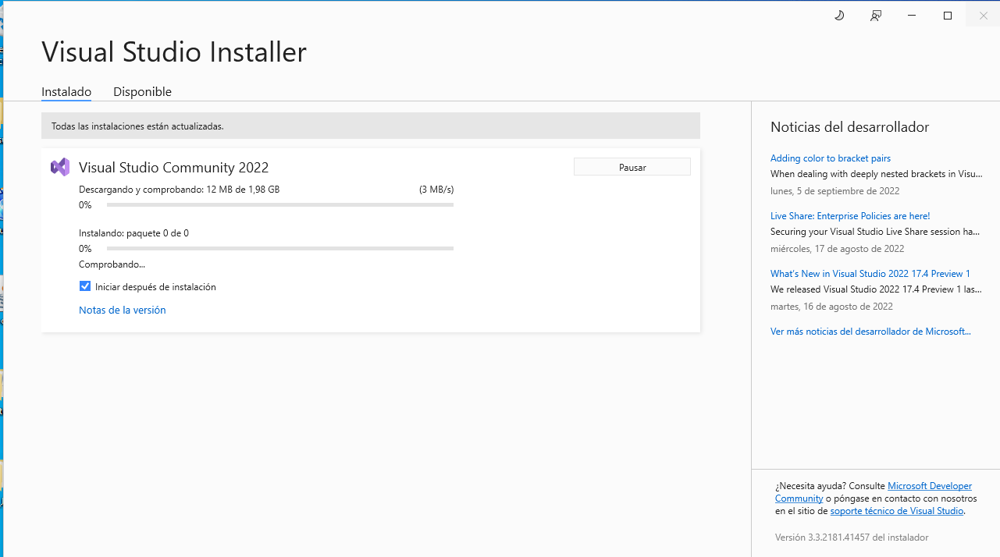 Visual Studio Installer
Instalado
Disponible
Todas las instalaciones están actualizadas.
Visual Studio Community 2022
Pausar
Descargando y comprobando: 12 MB de 1,98 GB
(3 MB/s)
0%
Instalando: paquete 0 de 0
0%
Comprobando...
Iniciar después de instalación
Notas de la versión
Noticias del desarrollador
Adding color to bracket pairs
When dealing with deeply nested brackets in Visu...
lunes, 5 de septiembre de 2022
Live Share: Enterprise Policies are here!
Securing your Visual Studio Live Share session ha...
miércoles, 17 de agosto de 2022
What's New in Visual Studio 2022 17.4 Preview 1
We released Visual Studio 2022 17.4 Preview 1 las...
martes, 16 de agosto de 2022
Ver más noticias del desarrollador de Microsoft...
¿Necesita ayuda? Consulte Microsoft Developer
Community o póngase en contacto con nosotros
en el sitio de soporte técnico de Visual Studio.
Versión 3.3.2181.41457 del instalador